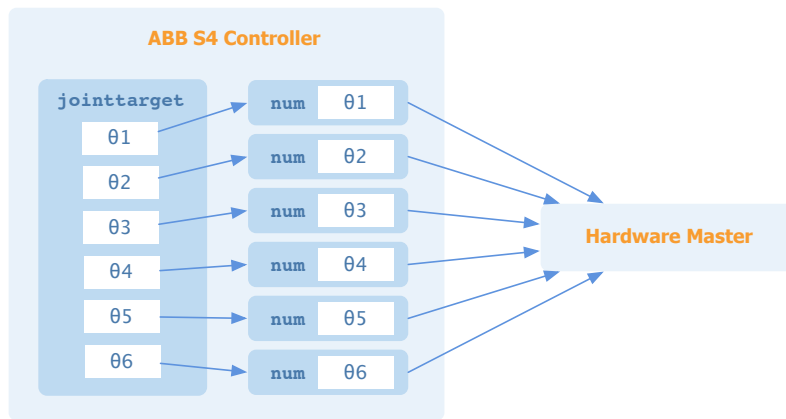 ABB S4 Controller
jointtarget
θ1
θ2
θ3
θ4
θ5
θ6
num θ1
num θ2
num θ3
num θ4
num θ5
num θ6
Hardware Master